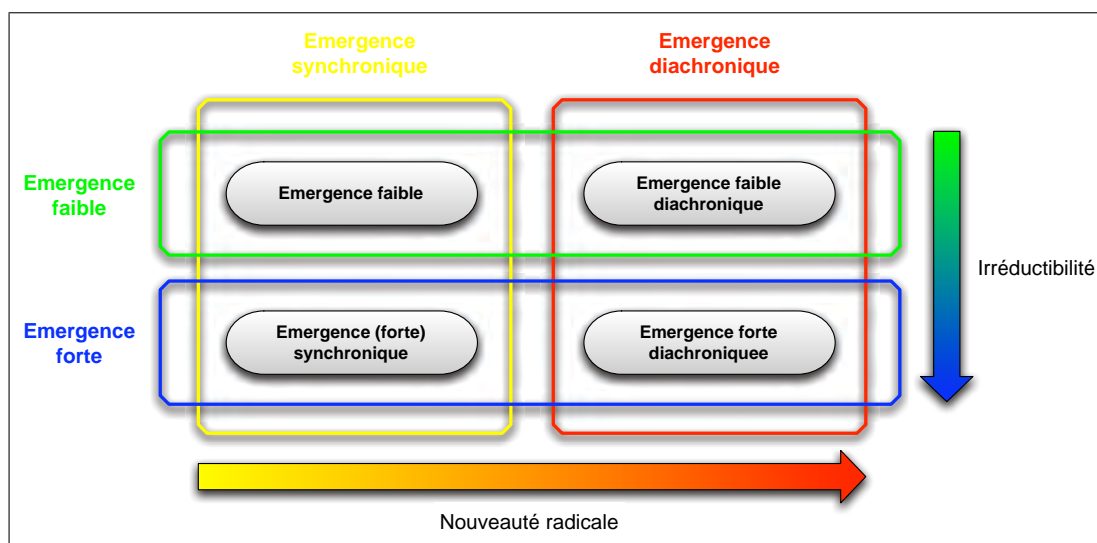 Emergence
synchronique
Emergence
diachronique
Emergence
faible
Emergence faible
Emergence faible
diachronique
Irréductibilité
Emergence
forte
Emergence (forte)
synchronique
Emergence forte
diachroniquee
Nouveauté radicale